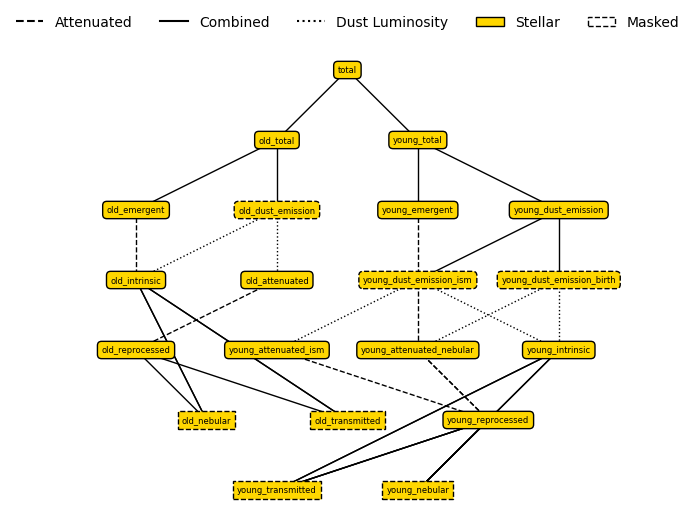 Attenuated Combined Dust Luminosity Stellar Masked
total
old_total young_total
old_emergent old_dust_emission young_emergent young_dust_emission
old_intrinsic old_attenuated young_dust_emission_ism young_dust_emission_birth
old_reprocessed young_attenuated_ism young_attenuated_nebular young_intrinsic
old_nebular old_transmitted young_reprocessed
young_transmitted young_nebular